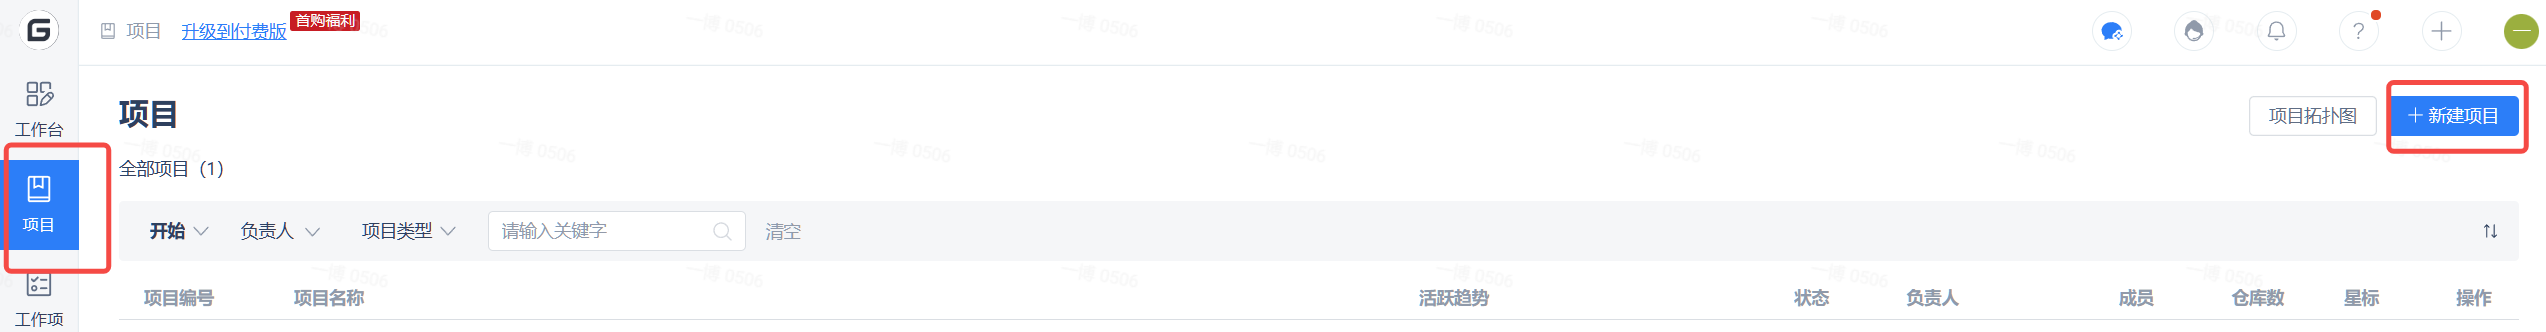 项目 升级到付费版 首购福利
工作台
项目
项目拓扑图 + 新建项目
全部项目（1）
项目
开始 负责人 项目类型 请输入关键字 清空
项目编号 项目名称 活跃趋势 状态 负责人 成员 仓库数 星标 操作
工作项
一博 0506